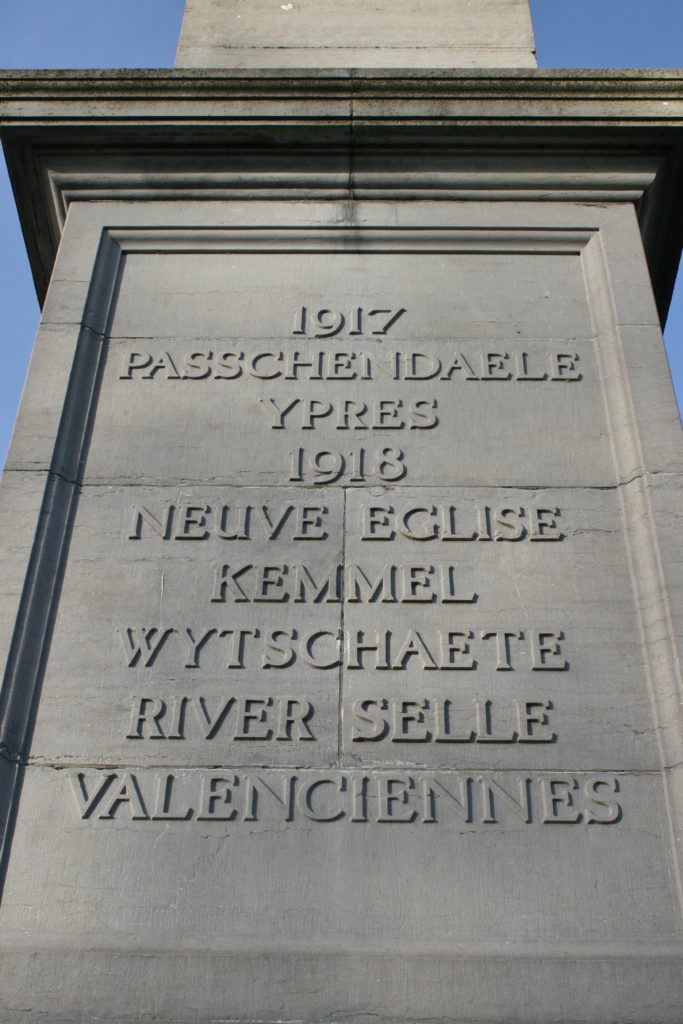 1917
PASSCHENDAELE
YPRES
1918
NEUVE EGLISE
KEMMEL
WYTSCHAETE
RIVER SELLE
VALENCIENNES